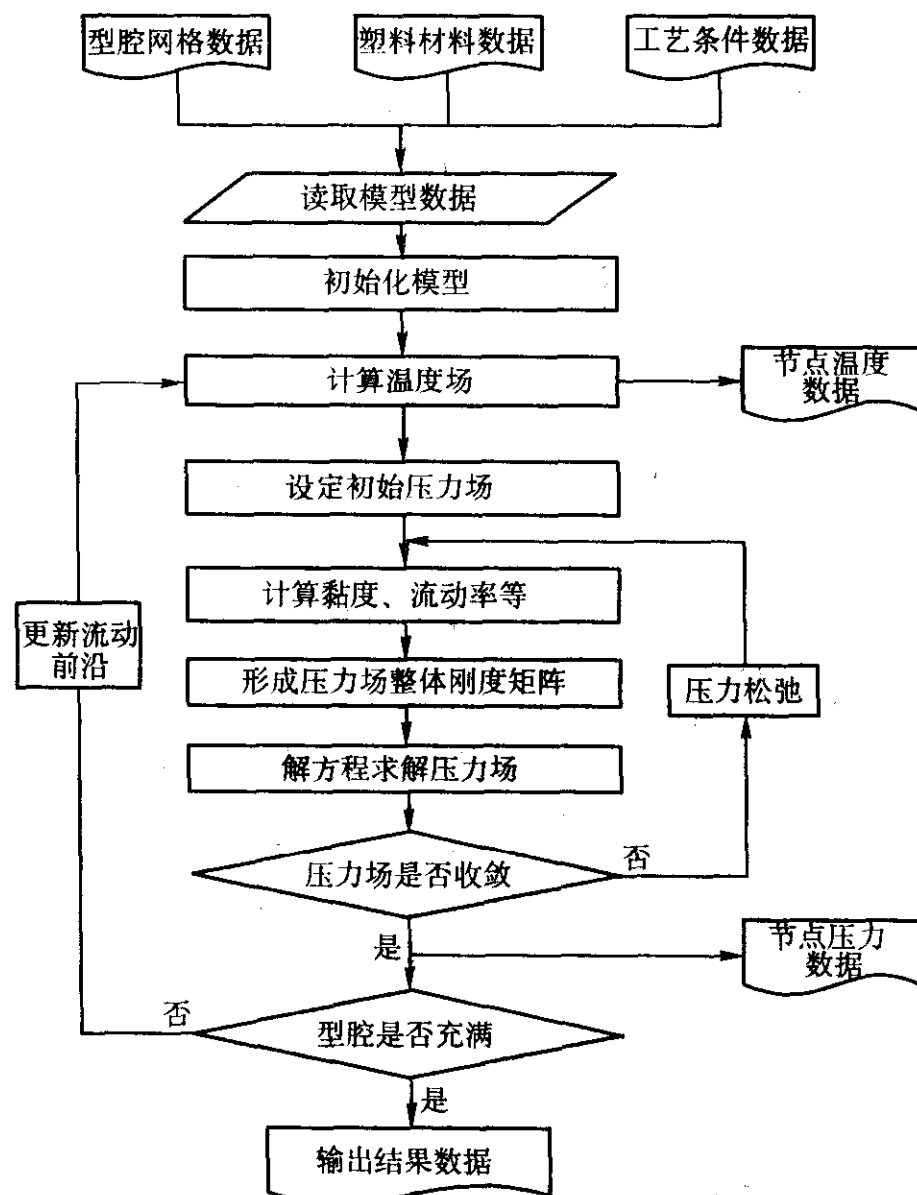 型腔网格数据
塑料材料数据
工艺条件数据
读取模型数据
初始化模型
计算温度场
节点温度
数据
设定初始压力场
计算黏度、流动率等
更新流动
前沿
形成压力场整体刚度矩阵
压力松弛
解方程求解压力场
压力场是否收敛
否
是
节点压力
数据
否
型腔是否充满
是
输出结果数据